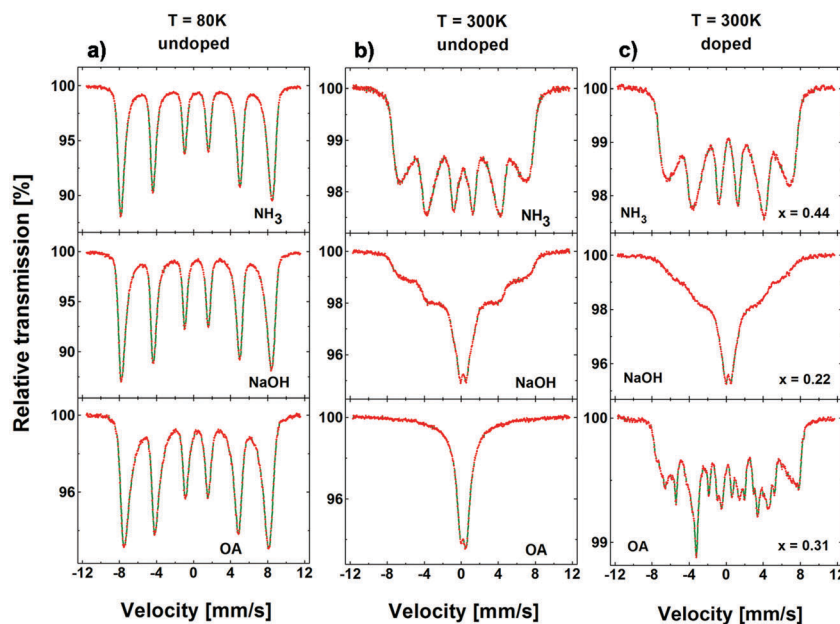 T = 80K
undoped
T = 300K
undoped
T = 300K
doped
a)
b)
c)
Relative transmission [%]
100
95
90
NH3
100
95
90
NaOH
100
96
OA
-12 -8 -4 0 4 8 12
Velocity [mm/s]
100
99
98
NH3
100
98
96
NaOH
100
98
96
OA
-12 -8 -4 0 4 8 12
Velocity [mm/s]
100
99
98
NH3
x = 0.44
100
98
96
NaOH
x = 0.22
100
99
OA
x = 0.31
-12 -8 -4 0 4 8 12
Velocity [mm/s]